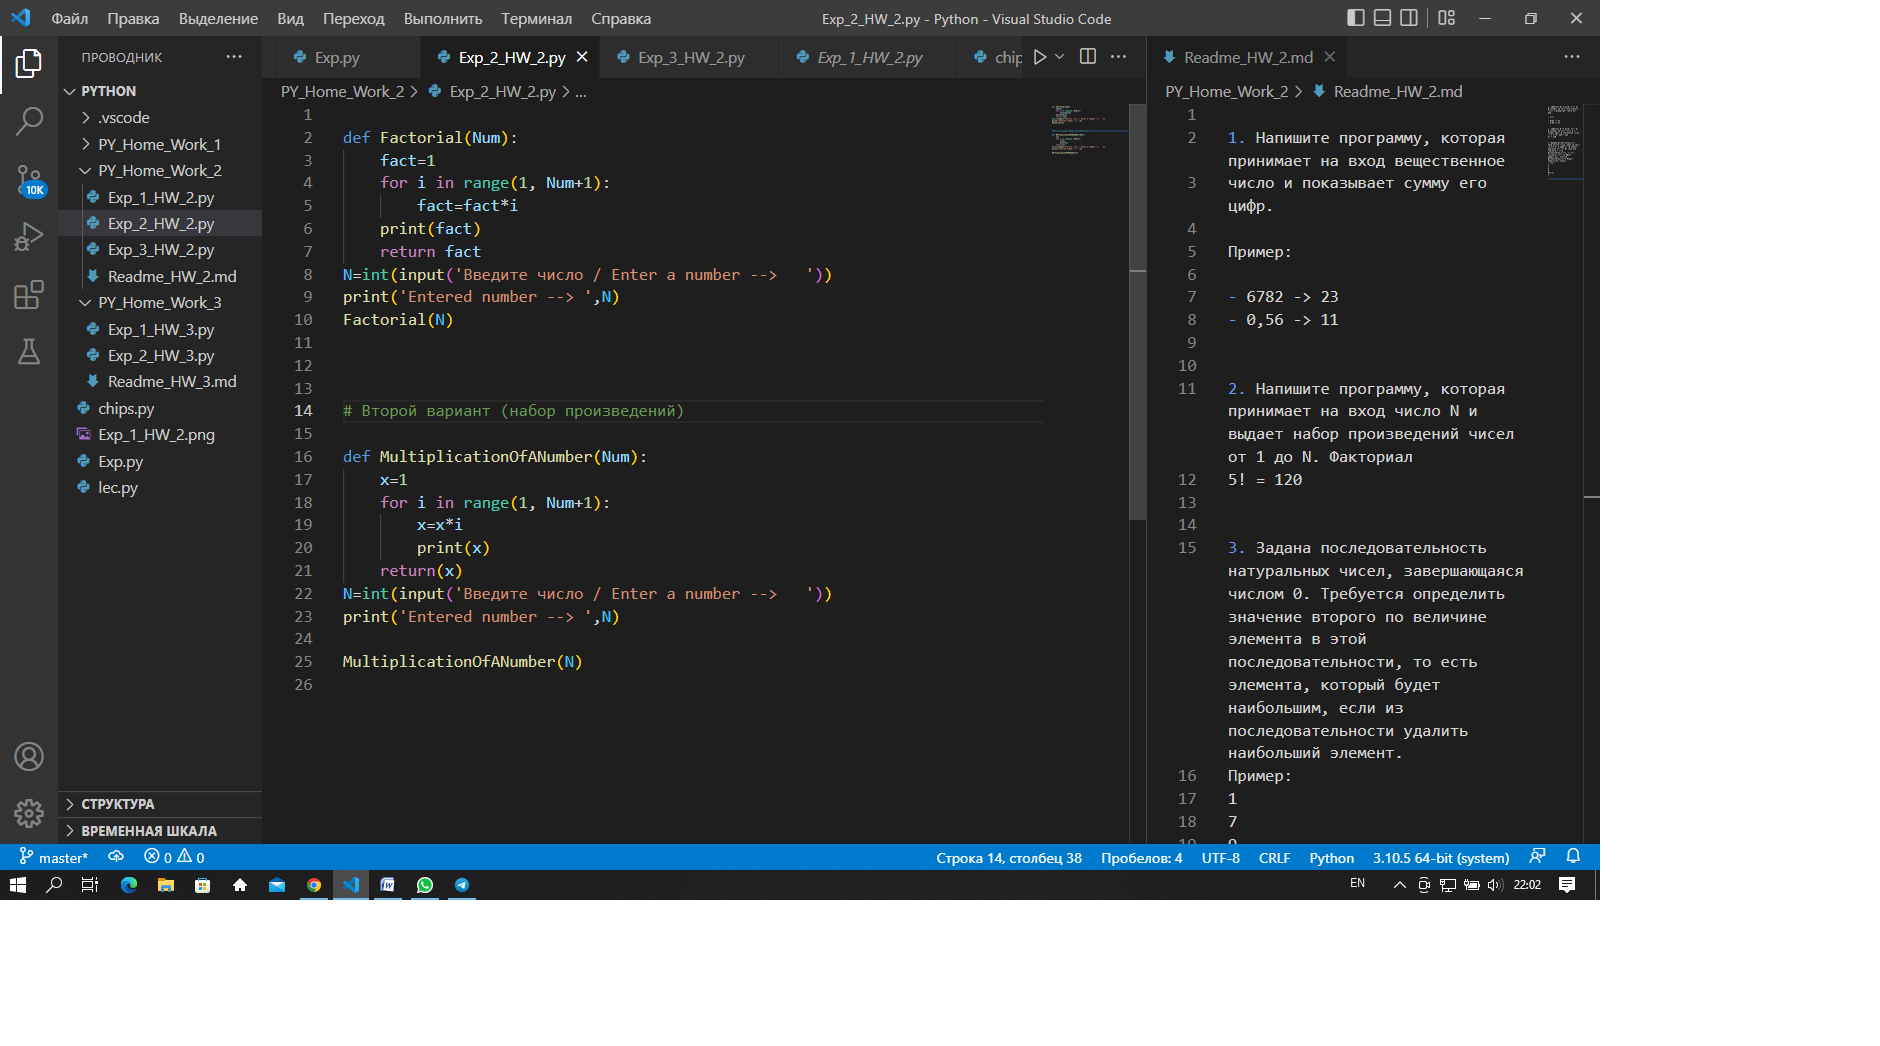 Файл Правка Выделение Вид Переход Выполнить Терминал Справка Exp_2_HW_2.py - Python - Visual Studio Code
ПРОВОДНИК
PYTHON
.vscode
PY_Home_Work_1
PY_Home_Work_2
Exp_1_HW_2.py
Exp_2_HW_2.py
Exp_3_HW_2.py
Readme_HW_2.md
PY_Home_Work_3
Exp_1_HW_3.py
Exp_2_HW_3.py
Readme_HW_3.md
chips.py
Exp_1_HW_2.png
Exp.py
lec.py
СТРУКТУРА
ВРЕМЕННАЯ ШКАЛА
10K
Exp.py Exp_2_HW_2.py Exp_3_HW_2.py Exp_1_HW_2.py chip
PY_Home_Work_2 > Exp_2_HW_2.py > ...
1
2 def Factorial(Num):
3 fact=1
4 for i in range(1, Num+1):
5 fact=fact*i
6 print(fact)
7 return fact
8 N=int(input('Введите число / Enter a number -->   '))
9 print('Entered number --> ',N)
10 Factorial(N)
11
12
13
14 # Второй вариант (набор произведений)
15
16 def MultiplicationOfANumber(Num):
17 x=1
18 for i in range(1, Num+1):
19 x=x*i
20 print(x)
21 return(x)
22 N=int(input('Введите число / Enter a number -->   '))
23 print('Entered number --> ',N)
24
25 MultiplicationOfANumber(N)
26
Readme_HW_2.md
PY_Home_Work_2 > Readme_HW_2.md
1
2 1. Напишите программу, которая
принимает на вход вещественное
3 число и показывает сумму его
цифр.
4
5 Пример:
6
7 - 6782 -> 23
8 - 0,56 -> 11
9
10
11 2. Напишите программу, которая
принимает на вход число N и
выдает набор произведений чисел
от 1 до N. Факториал
12 5! = 120
13
14
15 3. Задана последовательность
натуральных чисел, завершающаяся
числом 0. Требуется определить
значение второго по величине
элемента в этой
последовательности, то есть
элемента, который будет
наибольшим, если из
последовательности удалить
наибольший элемент.
16 Пример:
17 1
18 7
master* 0 0 Строка 14, столбец 38 Пробелов: 4 UTF-8 CRLF Python 3.10.5 64-bit (system)
EN 22:02